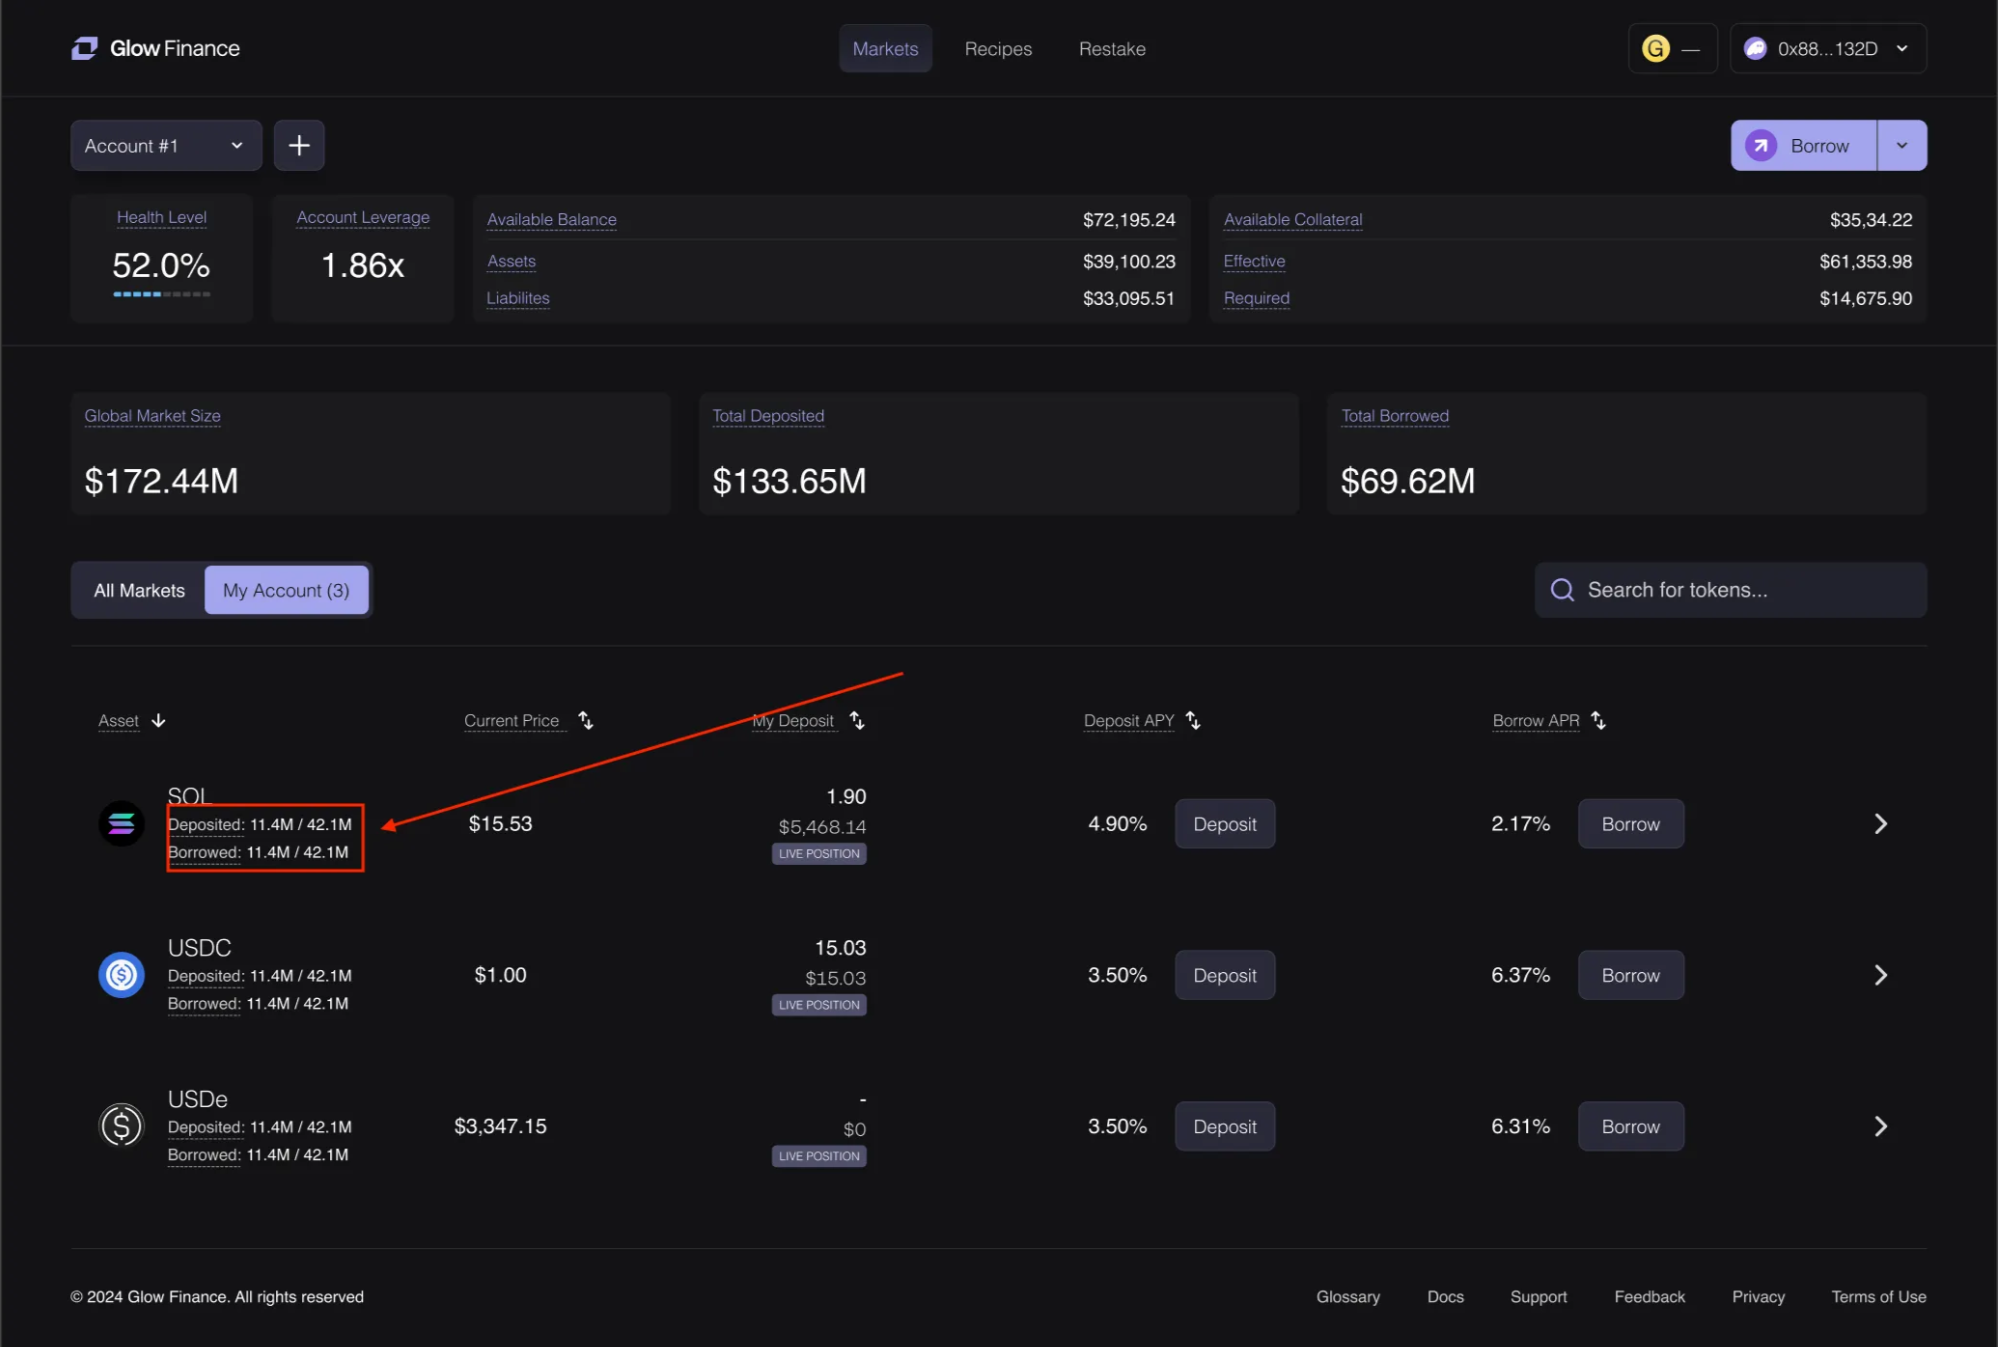 Glow Finance
Markets
Recipes
Restake
G —
0x88...132D
Account #1
+
Borrow
Health Level
52.0%
Account Leverage
1.86x
Available Balance $72,195.24
Assets $39,100.23
Liabilites $33,095.51
Available Collateral $35,34.22
Effective $61,353.98
Required $14,675.90
Global Market Size
$172.44M
Total Deposited
$133.65M
Total Borrowed
$69.62M
All Markets
My Account (3)
Search for tokens...
Asset
Current Price
My Deposit
Deposit APY
Borrow APR
SOL
Deposited: 11.4M / 42.1M
Borrowed: 11.4M / 42.1M
$15.53
1.90
$5,468.14
LIVE POSITION
4.90%
Deposit
2.17%
Borrow
USDC
Deposited: 11.4M / 42.1M
Borrowed: 11.4M / 42.1M
$1.00
15.03
$15.03
LIVE POSITION
3.50%
Deposit
6.37%
Borrow
USDe
Deposited: 11.4M / 42.1M
Borrowed: 11.4M / 42.1M
$3,347.15
-
$0
LIVE POSITION
3.50%
Deposit
6.31%
Borrow
© 2024 Glow Finance. All rights reserved
Glossary
Docs
Support
Feedback
Privacy
Terms of Use